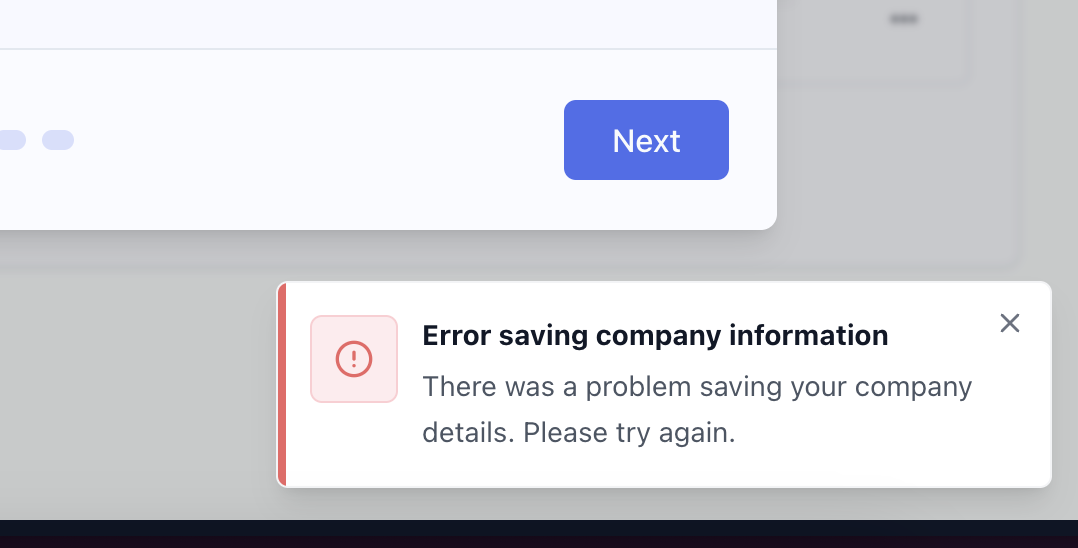 Next
Error saving company information
There was a problem saving your company
details. Please try again.